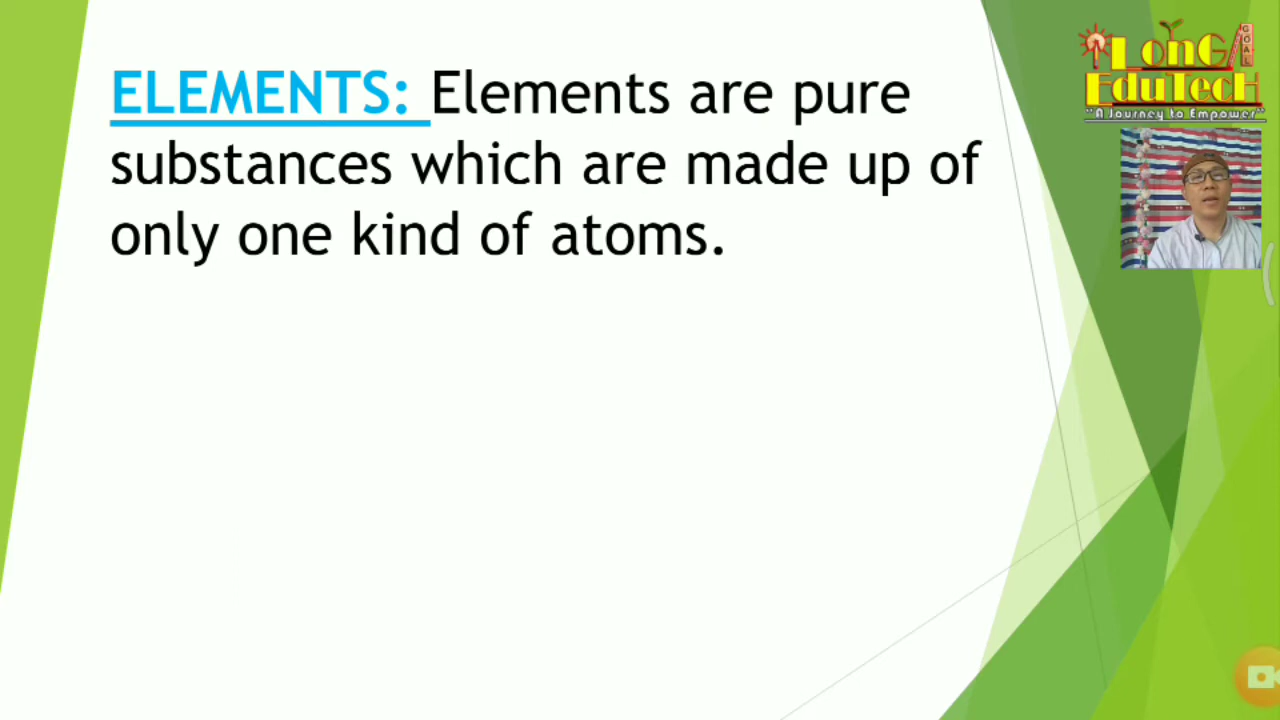 ELEMENTS: Elements are pure
substances which are made up of
only one kind of atoms.
LonG
GOAL
EduTecH
"A Journey to Empower"